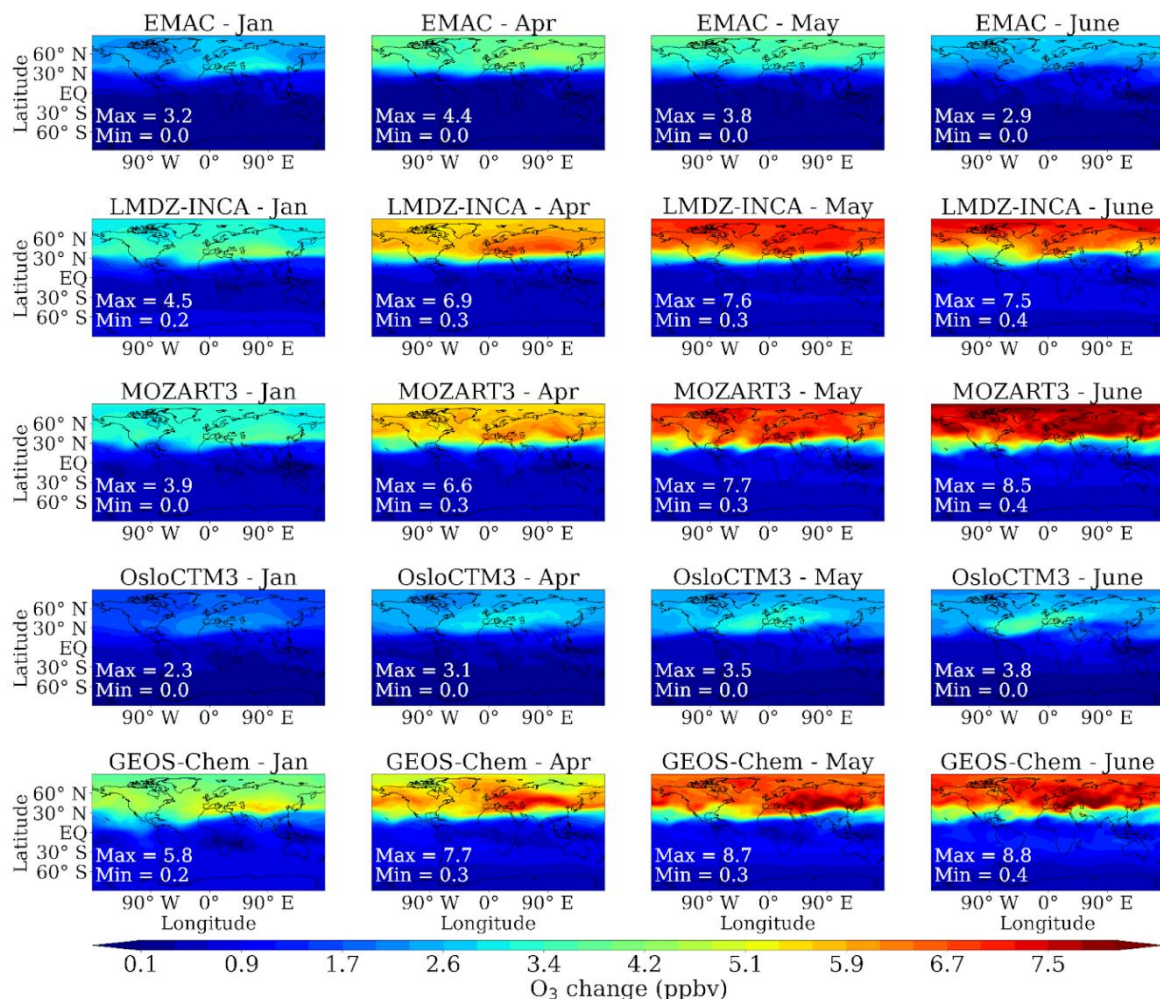 EMAC - Jan
EMAC - Apr
EMAC - May
EMAC - June
Latitude
60° N
30° N
EQ
30° S
60° S
Max = 3.2
Min = 0.0
Max = 4.4
Min = 0.0
Max = 3.8
Min = 0.0
Max = 2.9
Min = 0.0
90° W 0° 90° E
90° W 0° 90° E
90° W 0° 90° E
90° W 0° 90° E
LMDZ-INCA - Jan
LMDZ-INCA - Apr
LMDZ-INCA - May
LMDZ-INCA - June
Latitude
60° N
30° N
EQ
30° S
60° S
Max = 4.5
Min = 0.2
Max = 6.9
Min = 0.3
Max = 7.6
Min = 0.3
Max = 7.5
Min = 0.4
90° W 0° 90° E
90° W 0° 90° E
90° W 0° 90° E
90° W 0° 90° E
MOZART3 - Jan
MOZART3 - Apr
MOZART3 - May
MOZART3 - June
Latitude
60° N
30° N
EQ
30° S
60° S
Max = 3.9
Min = 0.0
Max = 6.6
Min = 0.3
Max = 7.7
Min = 0.3
Max = 8.5
Min = 0.4
90° W 0° 90° E
90° W 0° 90° E
90° W 0° 90° E
90° W 0° 90° E
OsloCTM3 - Jan
OsloCTM3 - Apr
OsloCTM3 - May
OsloCTM3 - June
Latitude
60° N
30° N
EQ
30° S
60° S
Max = 2.3
Min = 0.0
Max = 3.1
Min = 0.0
Max = 3.5
Min = 0.0
Max = 3.8
Min = 0.0
90° W 0° 90° E
90° W 0° 90° E
90° W 0° 90° E
90° W 0° 90° E
GEOS-Chem - Jan
GEOS-Chem - Apr
GEOS-Chem - May
GEOS-Chem - June
Latitude
60° N
30° N
EQ
30° S
60° S
Max = 5.8
Min = 0.2
Max = 7.7
Min = 0.3
Max = 8.7
Min = 0.3
Max = 8.8
Min = 0.4
90° W 0° 90° E
90° W 0° 90° E
90° W 0° 90° E
90° W 0° 90° E
Longitude
Longitude
Longitude
Longitude
0.1 0.9 1.7 2.6 3.4 4.2 5.1 5.9 6.7 7.5
O₃ change (ppbv)